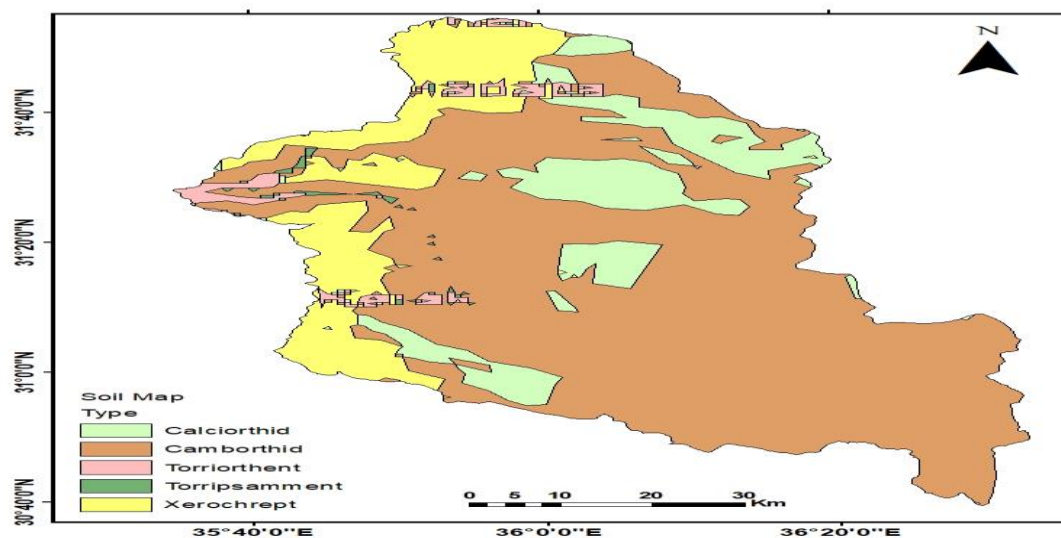 N
31°40'0"N
31°20'0"N
31°0'0"N
30°40'0"N
Soil Map
Type
Calciorthid
Camborthid
Torriorthent
Torripsamment
Xerochrept
0 5 10 20 30
Km
35°40'0"E 36°0'0"E 36°20'0"E